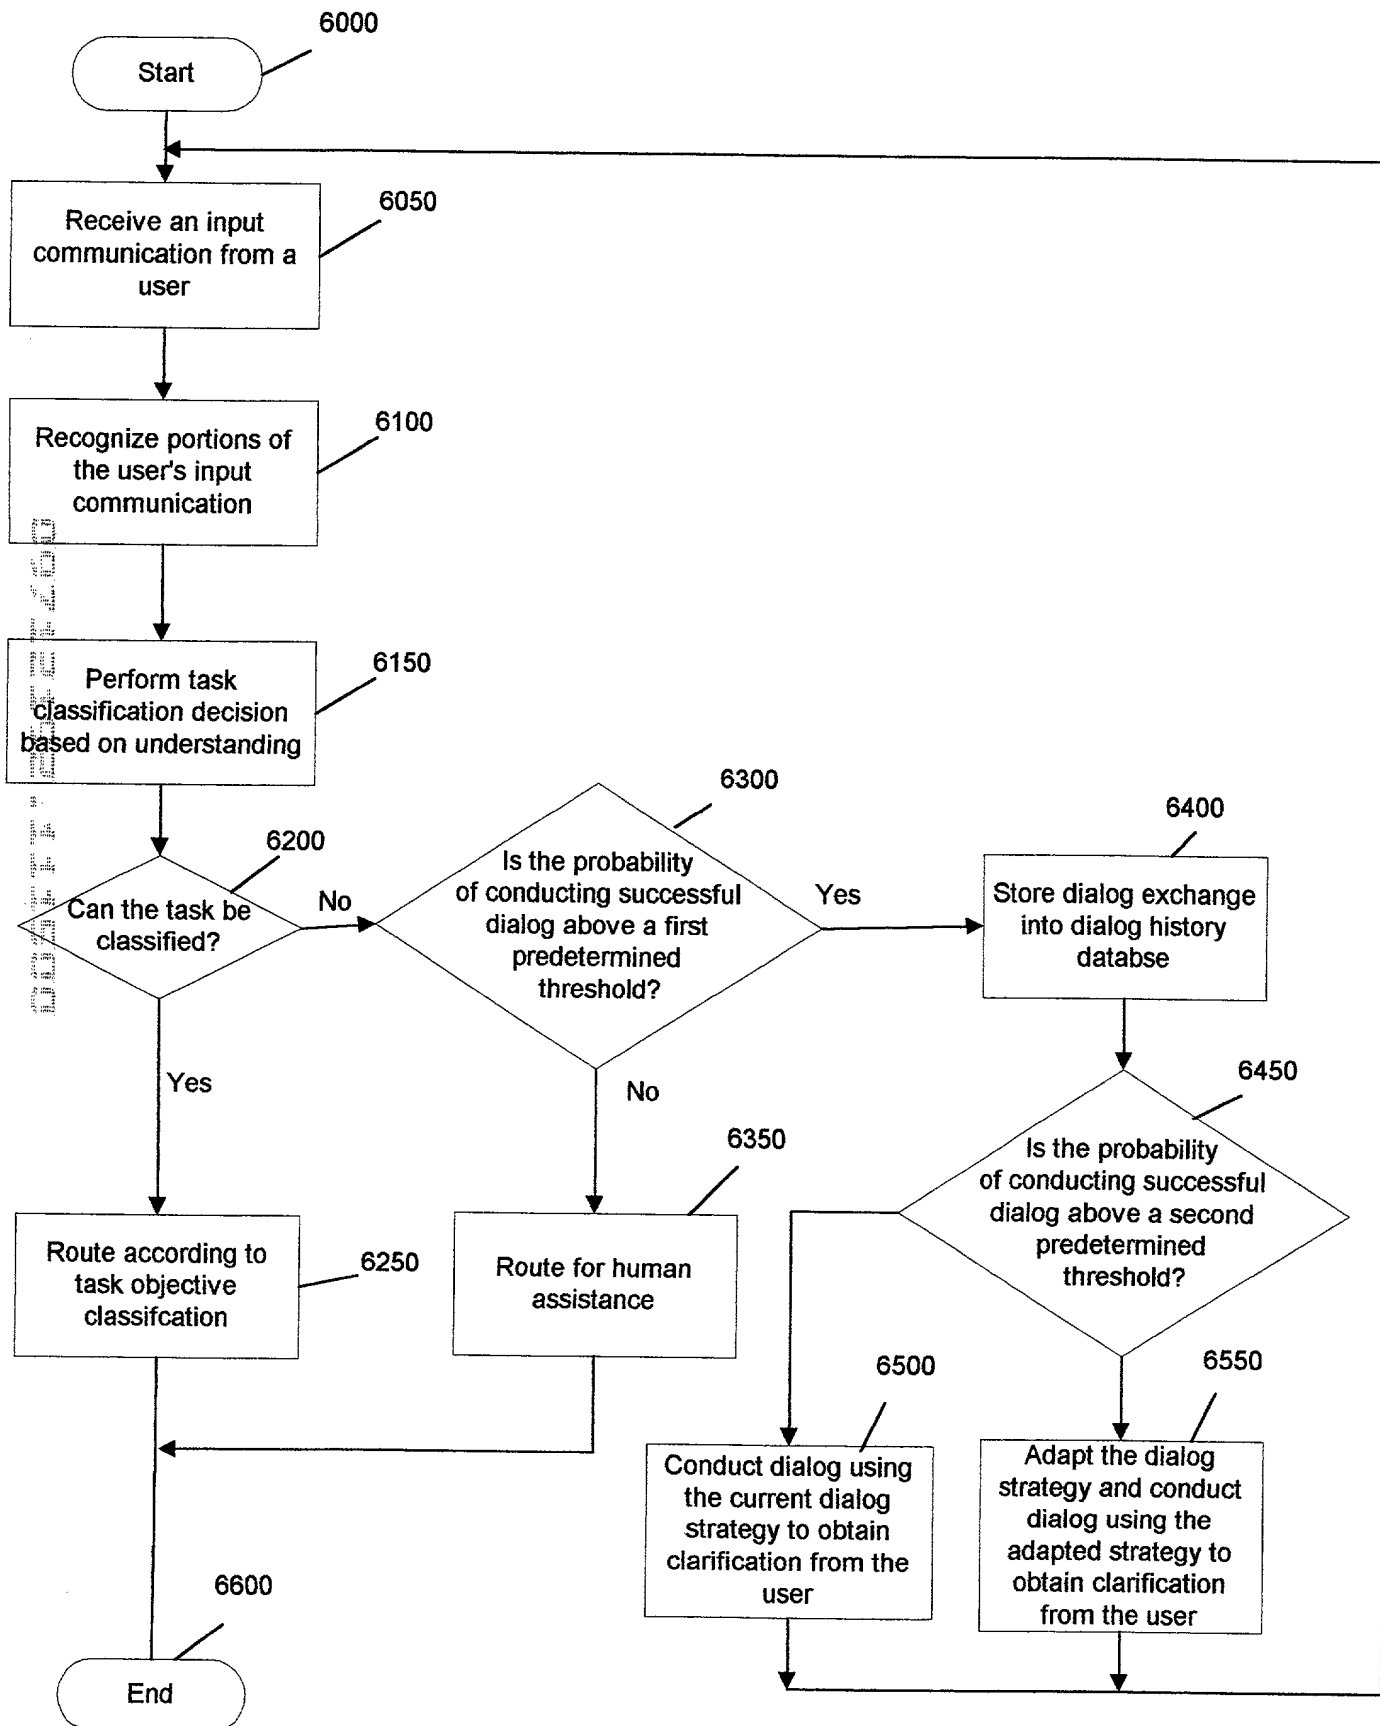 6000
Start
6050
Receive an input
communication from a
user
6100
Recognize portions of
the user's input
communication
6150
Perform task
classification decision
based on understanding
6200
Can the task be
classified?
No
Yes
6300
Is the probability
of conducting successful
dialog above a first
predetermined
threshold?
Yes
No
6400
Store dialog exchange
into dialog history
databse
6450
Is the probability
of conducting successful
dialog above a second
predetermined
threshold?
6250
Route according to
task objective
classifcation
6350
Route for human
assistance
6500
Conduct dialog using
the current dialog
strategy to obtain
clarification from the
user
6550
Adapt the dialog
strategy and conduct
dialog using the
adapted strategy to
obtain clarification
from the user
6600
End